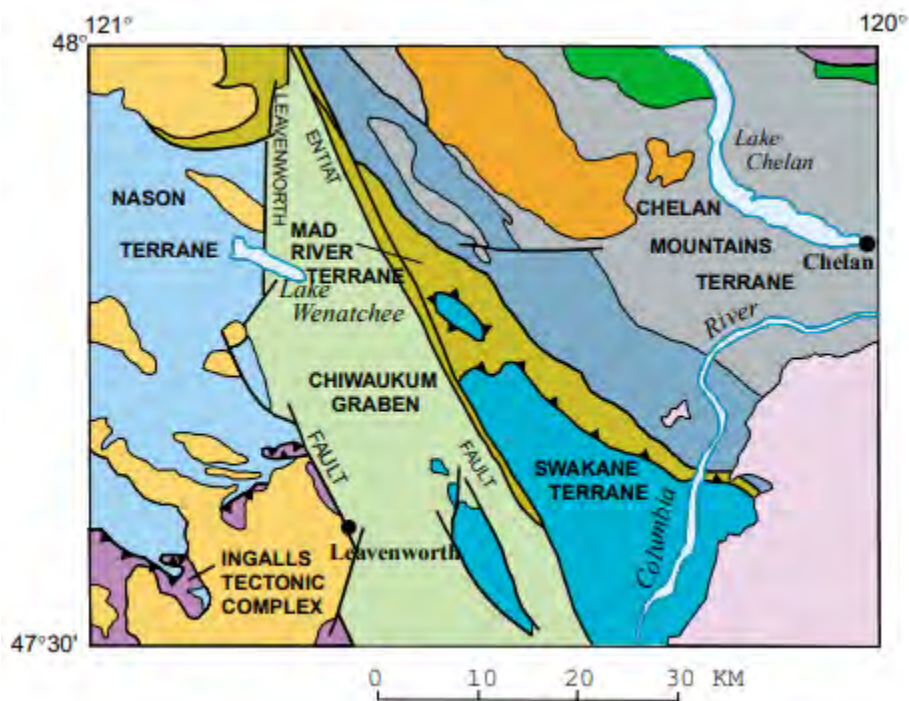 121°
120°
48°
LEAVENWORTH
ENTIAT
Lake
Chelan
NASON
TERRANE
MAD
RIVER
TERRANE
CHELAN
MOUNTAINS
TERRANE
Chelan
Lake
Wenatchee
River
CHIWAUKUM
GRABEN
FAULT
FAULT
SWAKANE
TERRANE
Columbia
Leavenworth
INGALLS
TECTONIC
COMPLEX
47°30'
0 10 20 30 KM